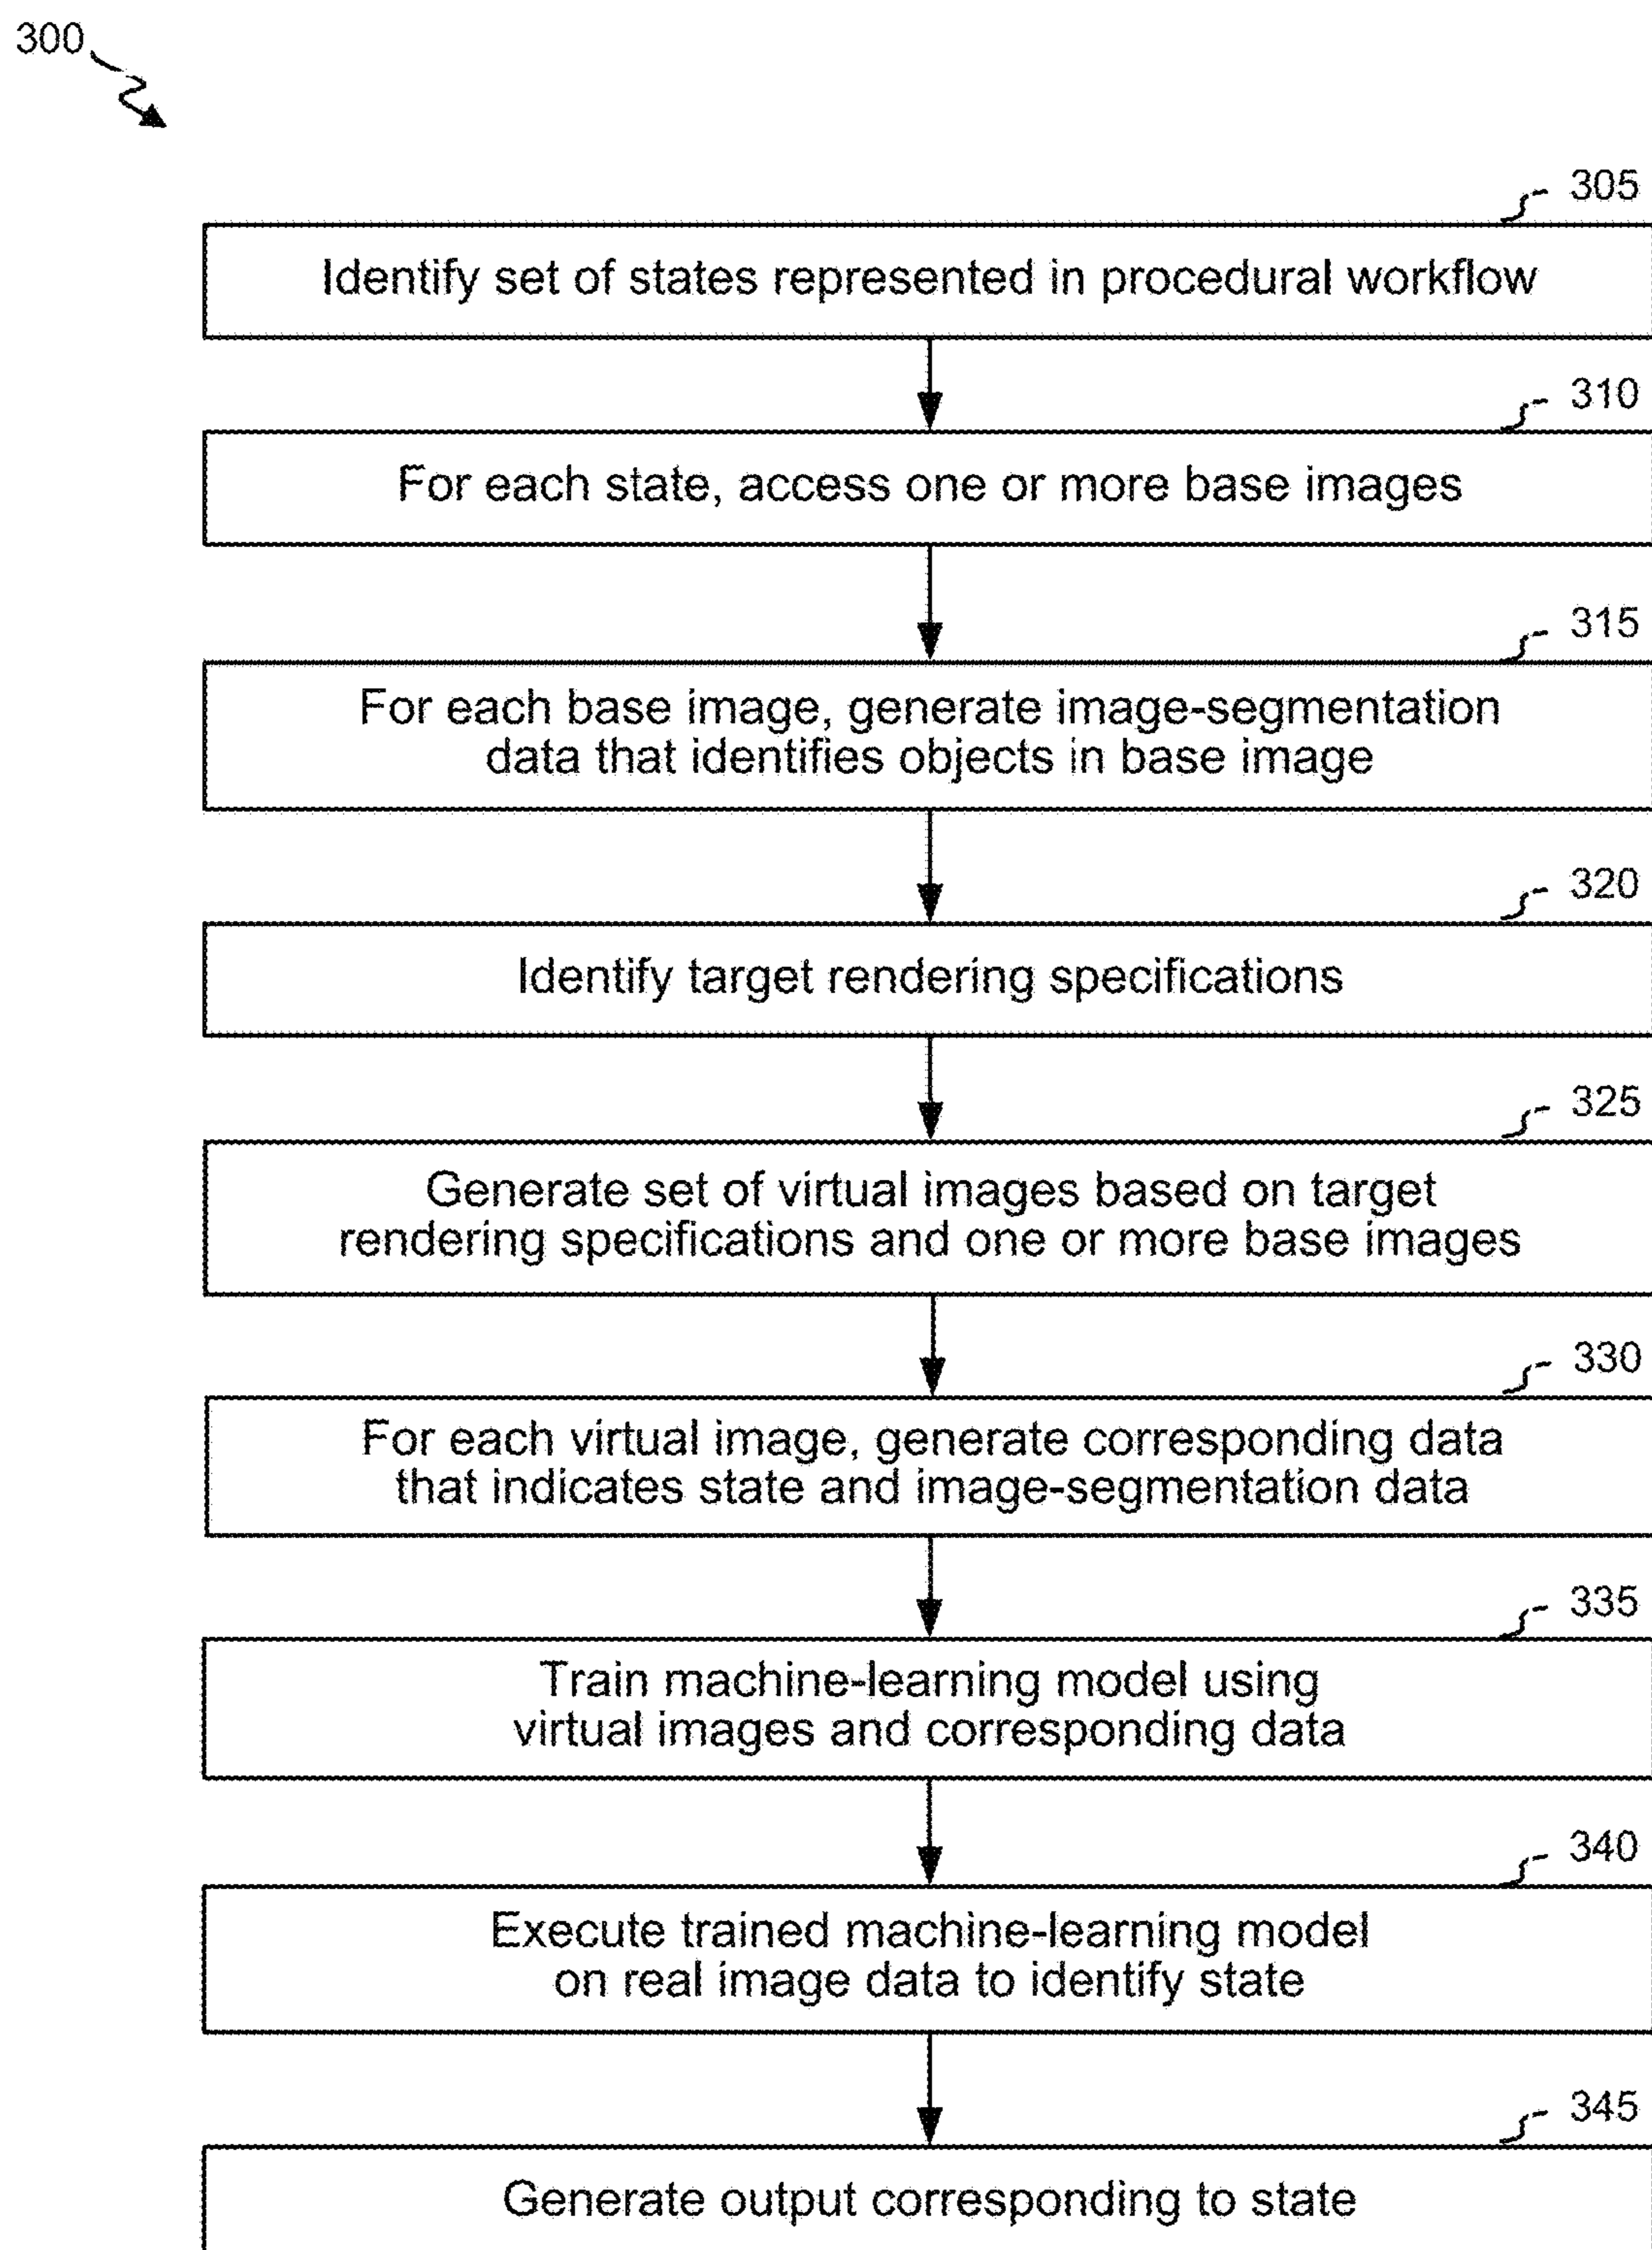 300
305
Identify set of states represented in procedural workflow
310
For each state, access one or more base images
315
For each base image, generate image-segmentation
data that identifies objects in base image
320
Identify target rendering specifications
325
Generate set of virtual images based on target
rendering specifications and one or more base images
330
For each virtual image, generate corresponding data
that indicates state and image-segmentation data
335
Train machine-learning model using
virtual images and corresponding data
340
Execute trained machine-learning model
on real image data to identify state
345
Generate output corresponding to state